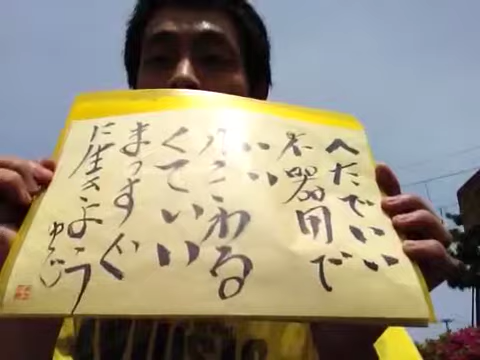 へたでいい
不器用で
いい
かっこわる
くていい
まっすぐ
に生きよう